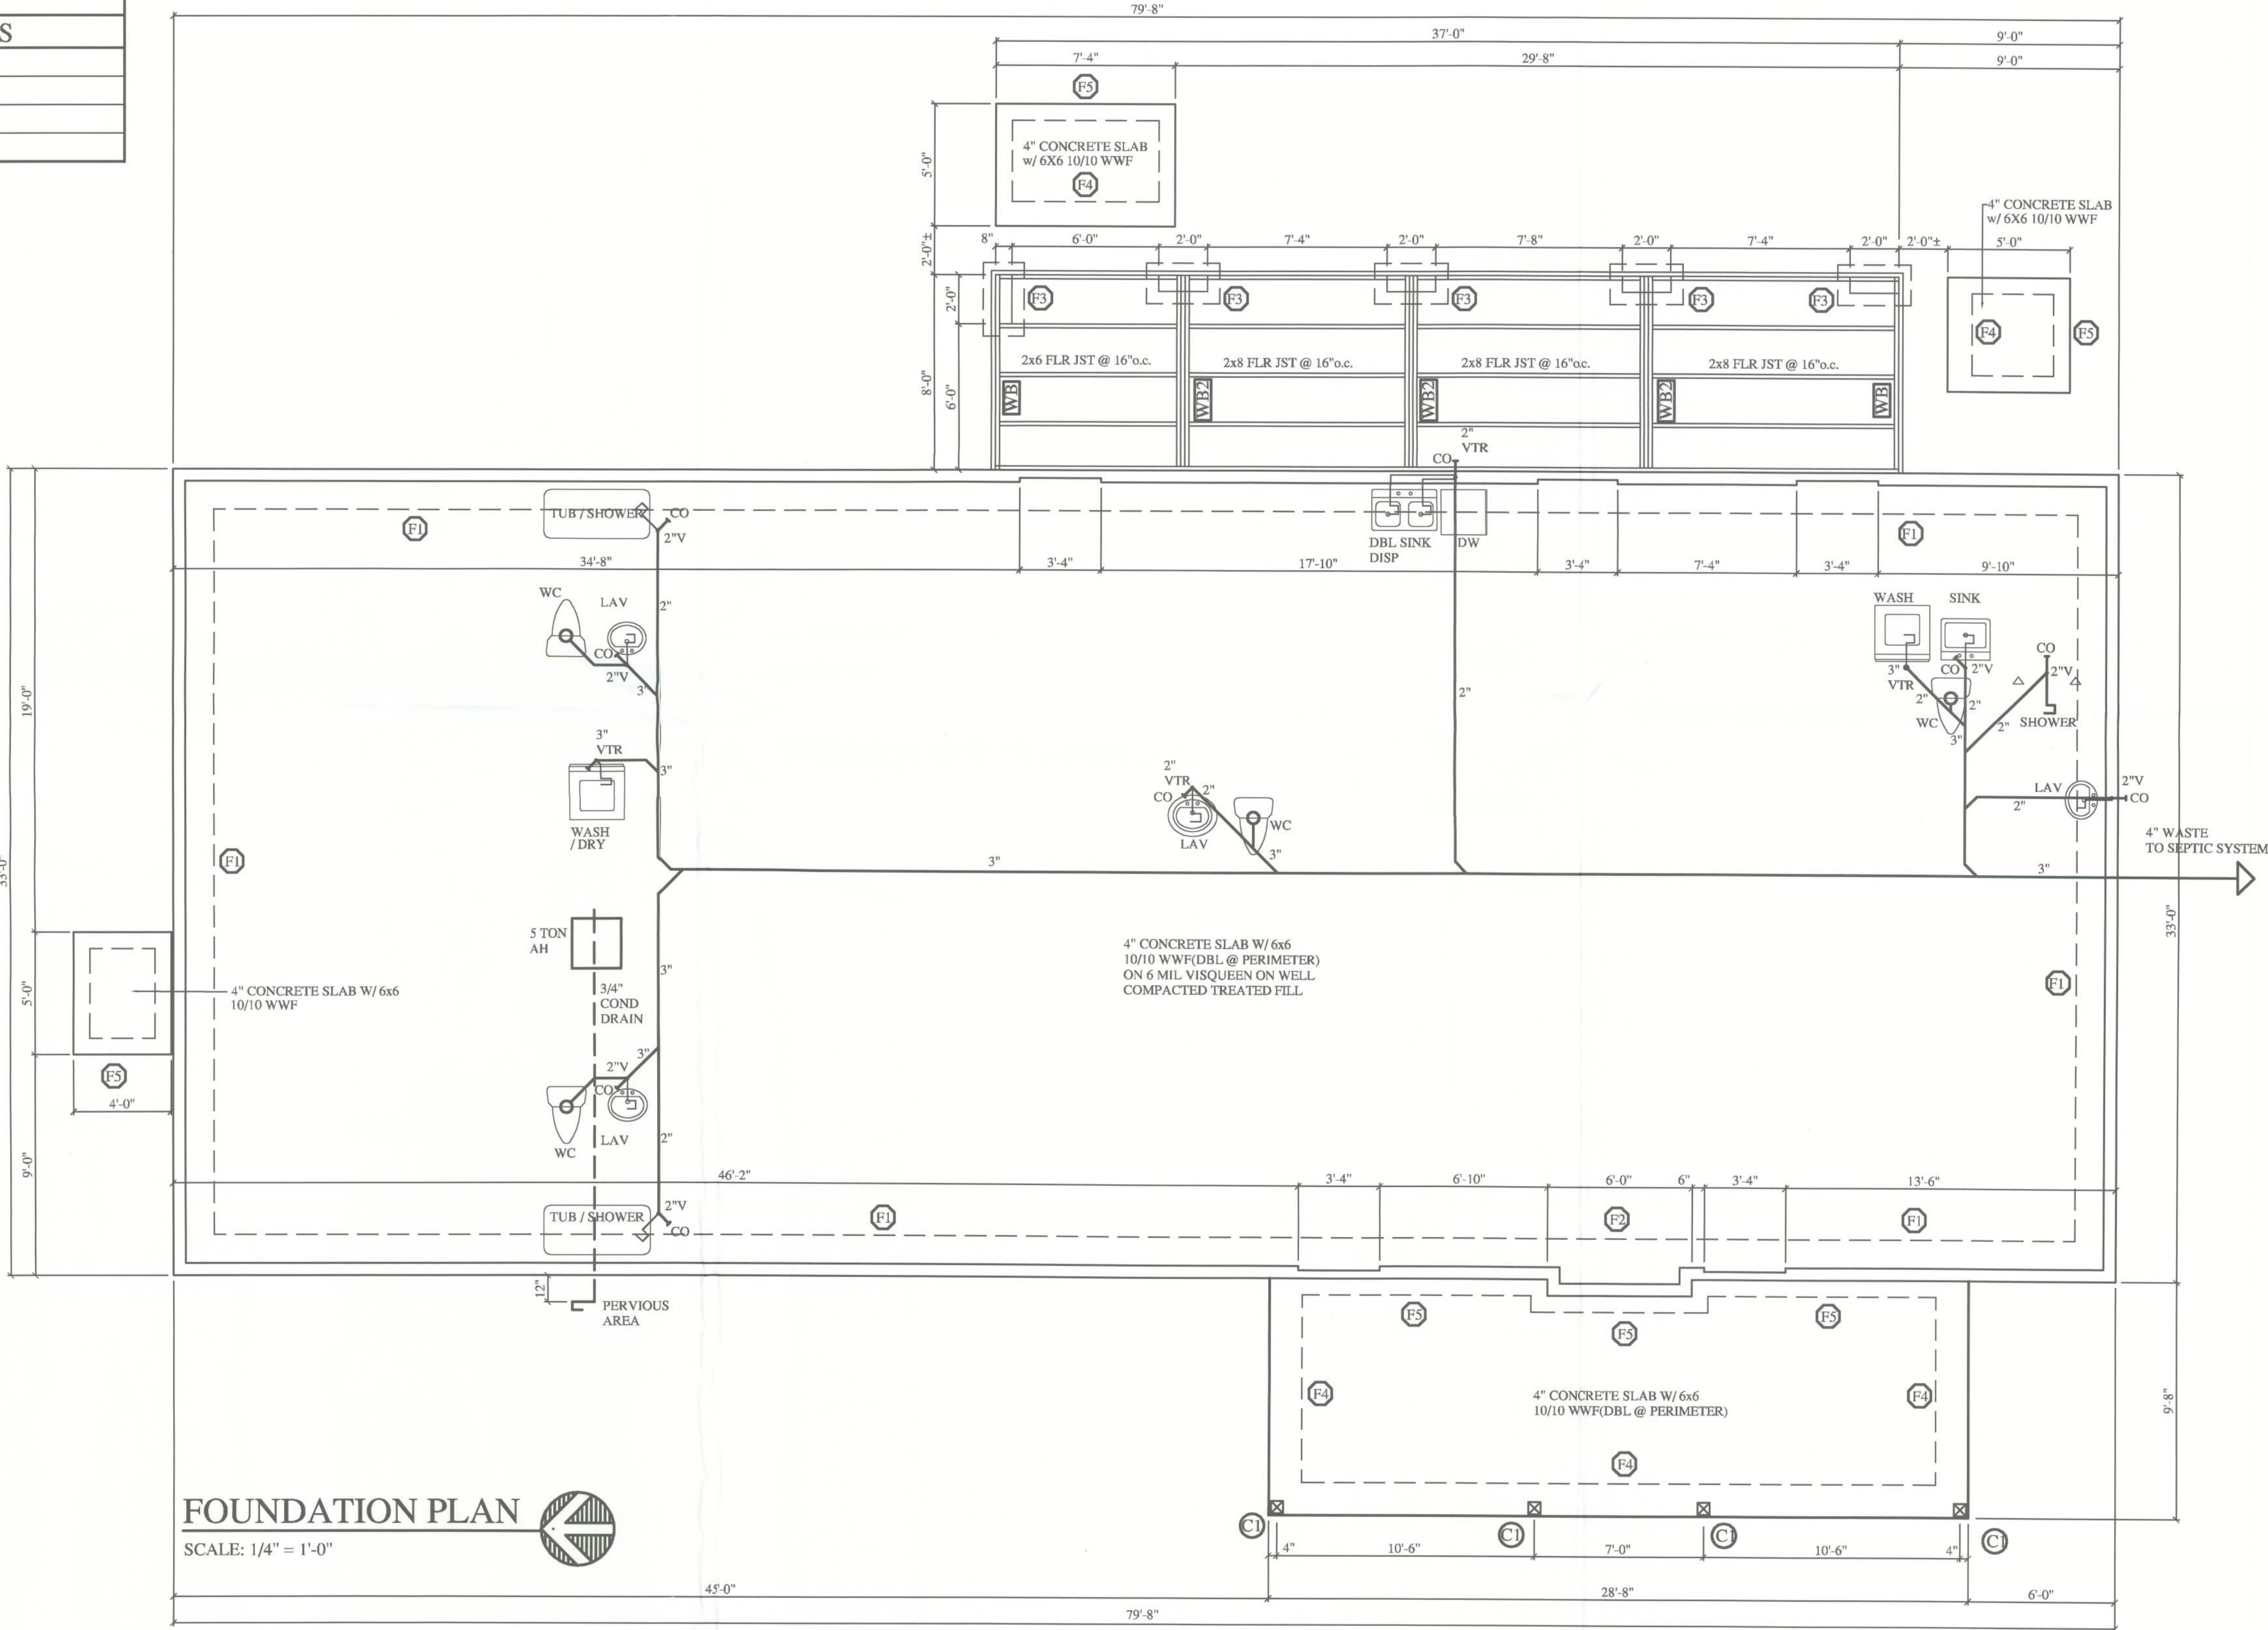 S
79'-8"
37'-0"
9'-0"
7'-4"
29'-8"
9'-0"
F5
5'-0"
4" CONCRETE SLAB
w/ 6X6 10/10 WWF
F4
4" CONCRETE SLAB
w/ 6X6 10/10 WWF
2'-0"±
8"
6'-0"
2'-0"
7'-4"
2'-0"
7'-8"
2'-0"
7'-4"
2'-0"
2'-0"±
5'-0"
2'-0"
F3
F3
F3
F3
F3
F4
F5
8'-0"
6'-0"
2x6 FLR JST @ 16"o.c.
2x8 FLR JST @ 16"o.c.
2x8 FLR JST @ 16"o.c.
2x8 FLR JST @ 16"o.c.
WB
WB2
WB2
WB2
WB
2"
VTR
CO
F1
TUB / SHOWER
CO
2"V
DBL SINK
DISP
DW
F1
34'-8"
3'-4"
17'-10"
3'-4"
7'-4"
3'-4"
9'-10"
WC
LAV
2"
CO
2"V
3"
WASH
SINK
CO
3"
VTR
CO
2"V
2"V
2"
2"
WC
3"
2"
SHOWER
19'-0"
2"
3"
VTR
3"
WASH
/ DRY
2"
VTR
CO
2"
LAV
WC
3"
LAV
2"
2"V
CO
4" WASTE
TO SEPTIC SYSTEM
F1
33'-0"
3"
3"
33'-0"
5 TON
AH
3"
4" CONCRETE SLAB W/ 6x6
10/10 WWF(DBL @ PERIMETER)
ON 6 MIL VISQUEEN ON WELL
COMPACTED TREATED FILL
F1
5'-0"
4" CONCRETE SLAB W/ 6x6
10/10 WWF
3/4"
COND
DRAIN
F5
4'-0"
3"
2"V
CO
WC
LAV
2"
9'-0"
46'-2"
3'-4"
6'-10"
6'-0"
6"
3'-4"
13'-6"
TUB / SHOWER
2"V
CO
F1
F2
F1
12"
PERVIOUS
AREA
F5
F5
F5
F4
4" CONCRETE SLAB W/ 6x6
10/10 WWF(DBL @ PERIMETER)
F4
9'-8"
F4
FOUNDATION PLAN
SCALE: 1/4" = 1'-0"
C1
C1
C1
C1
4"
10'-6"
7'-0"
10'-6"
4"
45'-0"
28'-8"
6'-0"
79'-8"